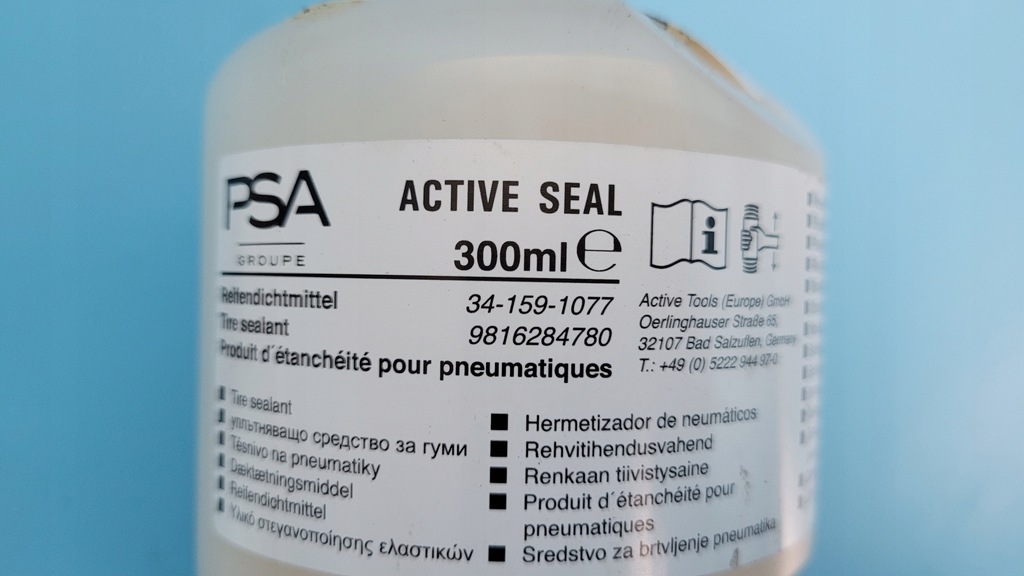 PSA
GROUPE
ACTIVE SEAL
300ml e
Reifendichtmittel 34-159-1077
Tire sealant 9816284780
Produit d´étanchéité pour pneumatiques
i
Active Tools (Europe) GmbH
Oerlinghauser Straße 65,
32107 Bad Salzuflen, Germany
T.: +49 (0) 5222 944 97-0
Tire sealant
уплътняващо средство за гуми
Těsnivo na pneumatiky
Dæktætningsmiddel
Reifendichtmittel
Υλικό στεγανοποίησης ελαστικών
Hermetizador de neumáticos
Rehvitihendusvahend
Renkaan tiivistysaine
Produit d´étanchéité pour
pneumatiques
Sredstvo za brtvljenje pneumatika